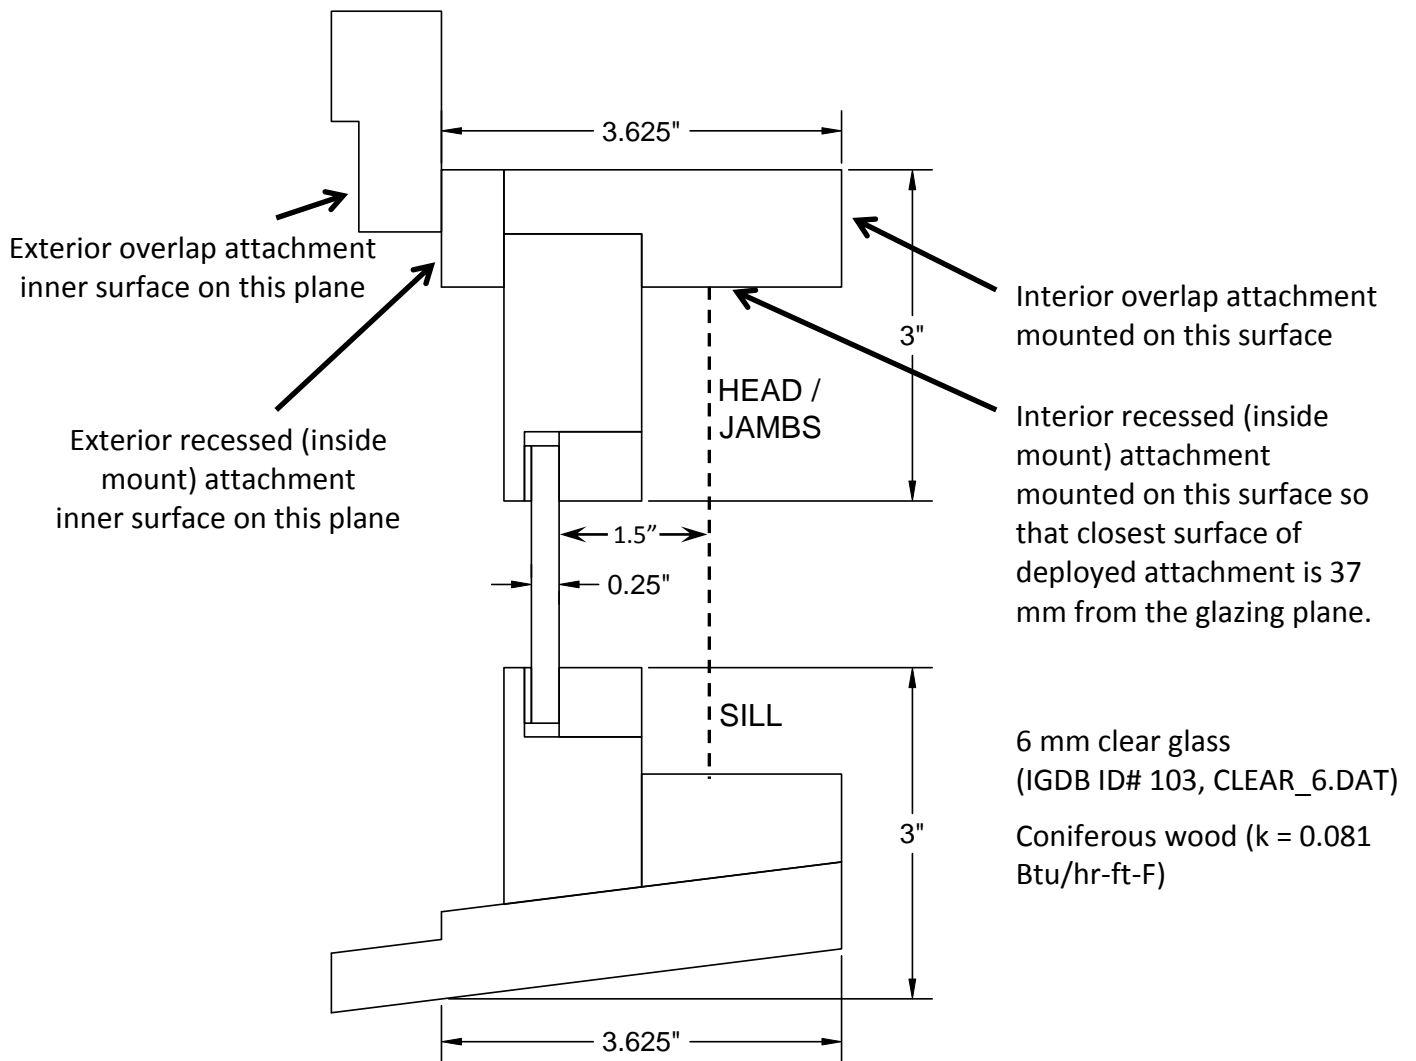 3.625"
Exterior overlap attachment
inner surface on this plane
Interior overlap attachment
mounted on this surface
3"
HEAD /
JAMBS
Interior recessed (inside
mount) attachment
mounted on this surface so
that closest surface of
deployed attachment is 37
mm from the glazing plane.
Exterior recessed (inside
mount) attachment
inner surface on this plane
1.5”
0.25"
SILL
6 mm clear glass
(IGDB ID# 103, CLEAR_6.DAT)
3"
Coniferous wood (k = 0.081
Btu/hr-ft-F)
3.625"